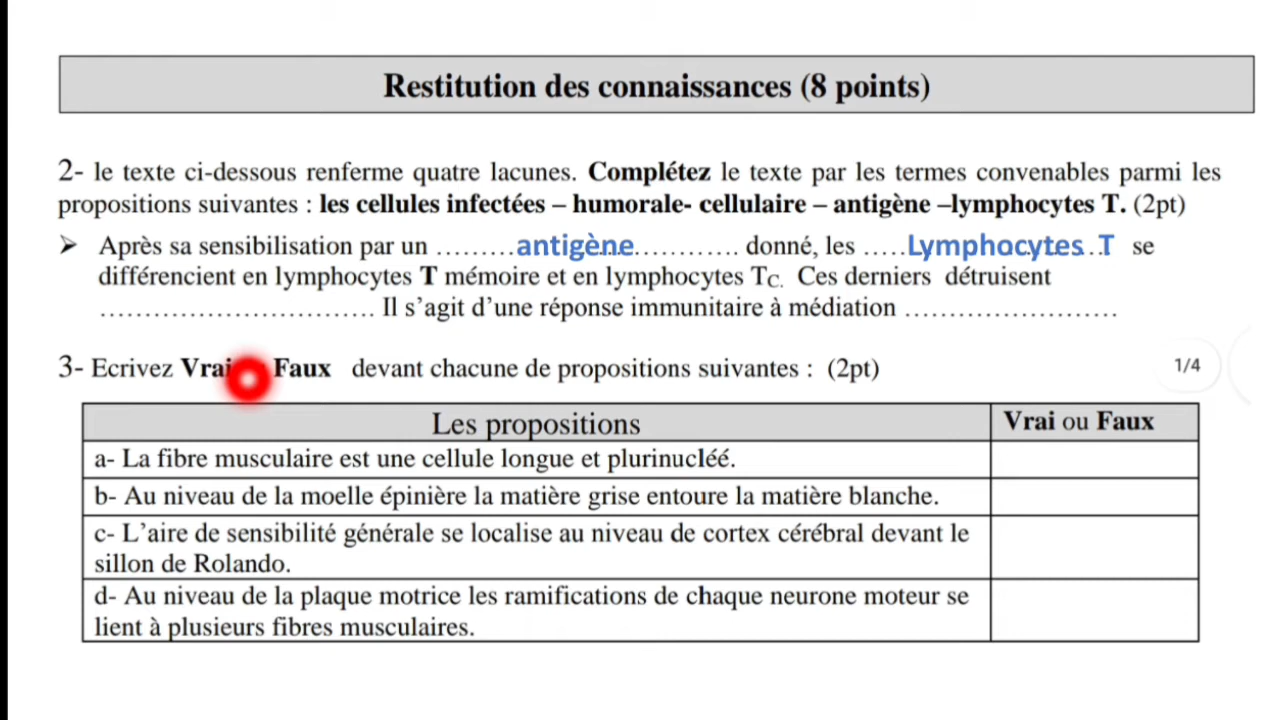 Restitution des connaissances (8 points)
2- le texte ci-dessous renferme quatre lacunes. Complétez le texte par les termes convenables parmi les
propositions suivantes : les cellules infectées – humorale- cellulaire – antigène –lymphocytes T. (2pt)
➤ Après sa sensibilisation par un .........antigène............ donné, les .....Lymphocytes..T se
différencient en lymphocytes T mémoire et en lymphocytes TC. Ces derniers détruisent
............................... Il s’agit d’une réponse immunitaire à médiation ........................
3- Ecrivez Vrai Faux devant chacune de propositions suivantes : (2pt)
1/4
Les propositions Vrai ou Faux
a- La fibre musculaire est une cellule longue et plurinucléé.
b- Au niveau de la moelle épinière la matière grise entoure la matière blanche.
c- L’aire de sensibilité générale se localise au niveau de cortex cérébral devant le
sillon de Rolando.
d- Au niveau de la plaque motrice les ramifications de chaque neurone moteur se
lient à plusieurs fibres musculaires.